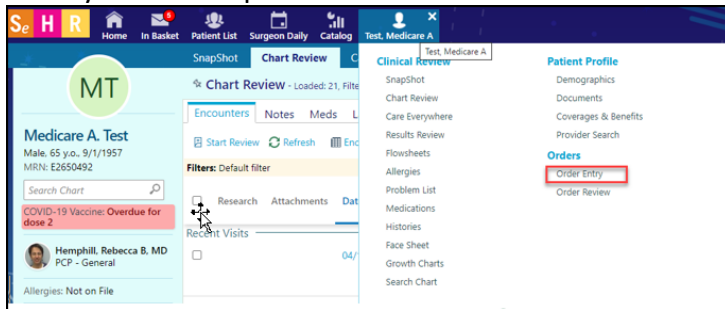 SeHR
Home In Basket Patient List Surgeon Daily Catalog Test, Medicare A
Test, Medicare A
SnapShot Chart Review
Chart Review - Loaded: 21, Filte
Encounters Notes Meds L
Start Review Refresh Enc
Filters: Default filter
Research Attachments Dat
Recent Visits
04/
MT
Medicare A. Test
Male, 65 y.o., 9/1/1957
MRN: E2650492
Search Chart
COVID-19 Vaccine: Overdue for
dose 2
Hemphill, Rebecca B, MD
PCP - General
Allergies: Not on File
Clinical Review
SnapShot
Chart Review
Care Everywhere
Results Review
Flowsheets
Allergies
Problem List
Medications
Histories
Face Sheet
Growth Charts
Search Chart
Patient Profile
Demographics
Documents
Coverages & Benefits
Provider Search
Orders
Order Entry
Order Review